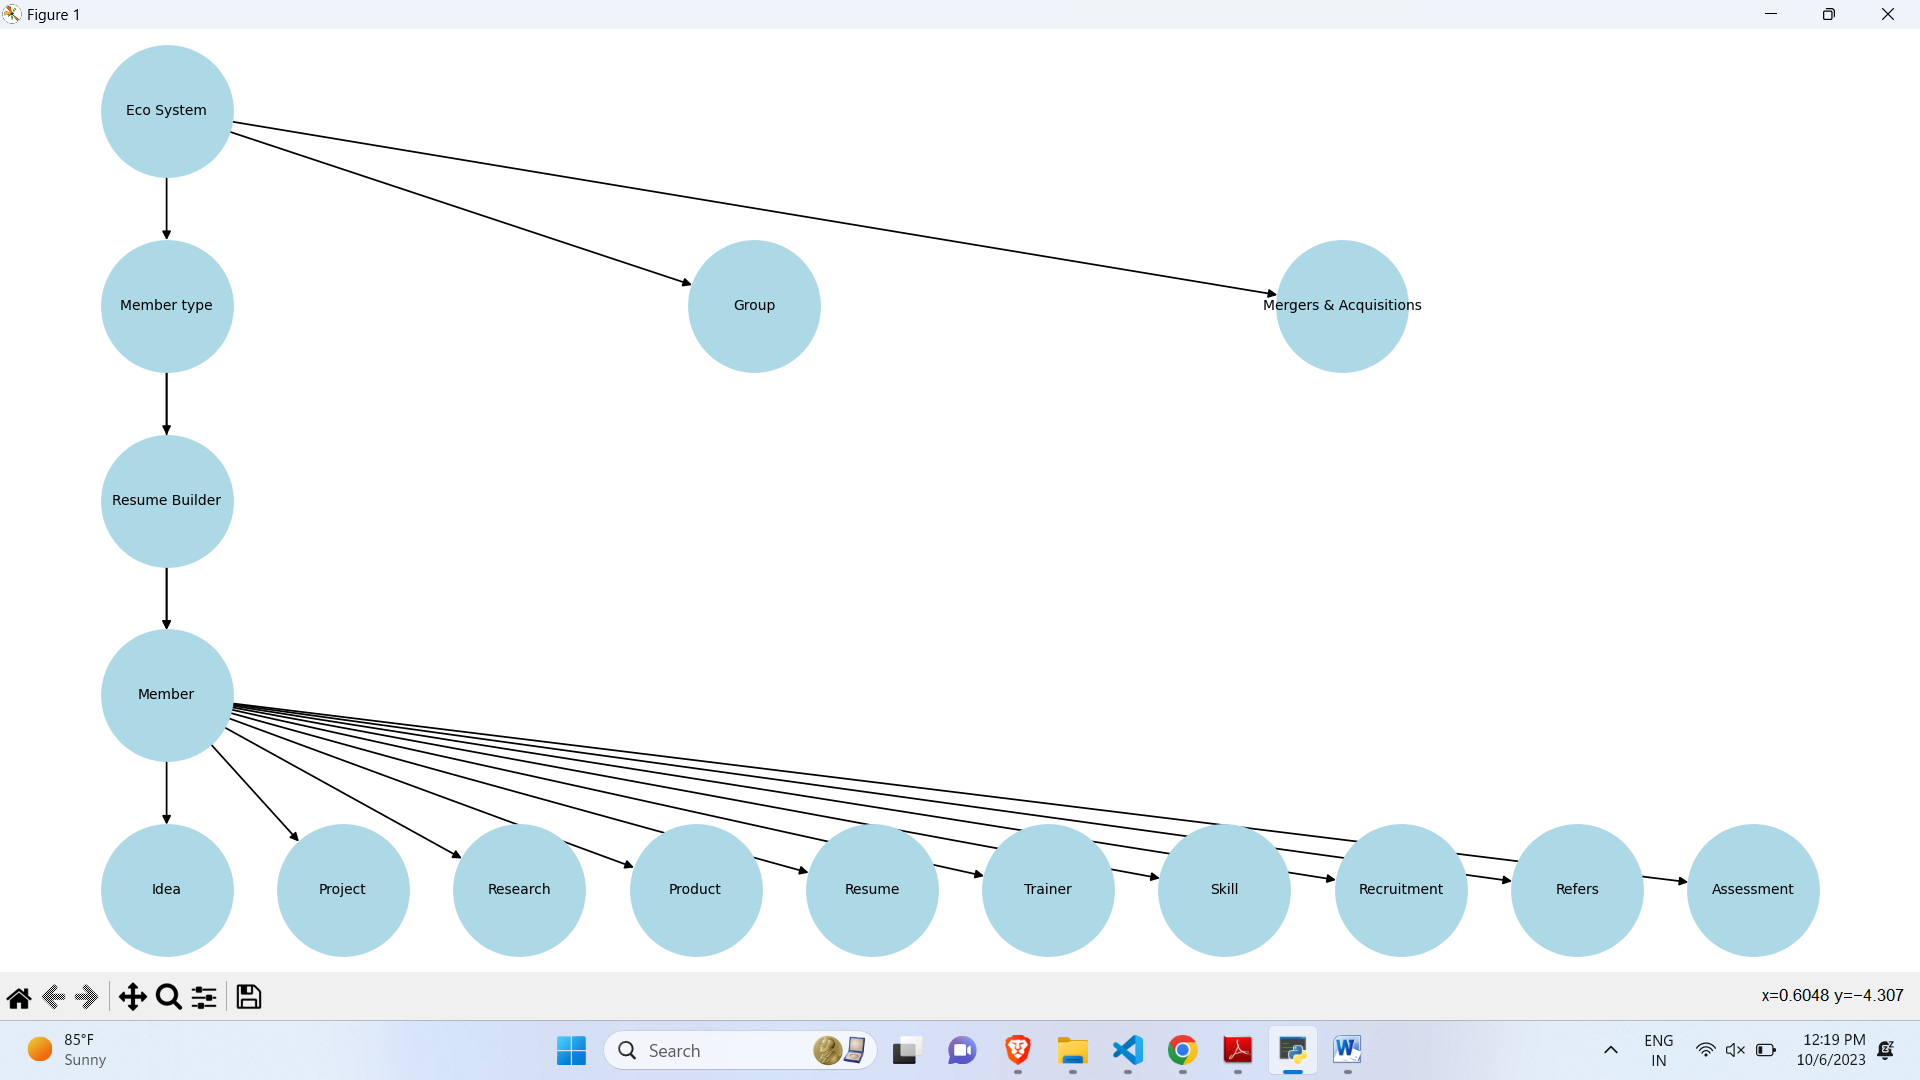 Figure 1
Eco System
Member type
Group
Mergers & Acquisitions
Resume Builder
Member
Idea
Project
Research
Product
Resume
Trainer
Skill
Recruitment
Refers
Assessment
x=0.6048 y=−4.307
85°F
Sunny
Search
ENG
IN
12:19 PM
10/6/2023